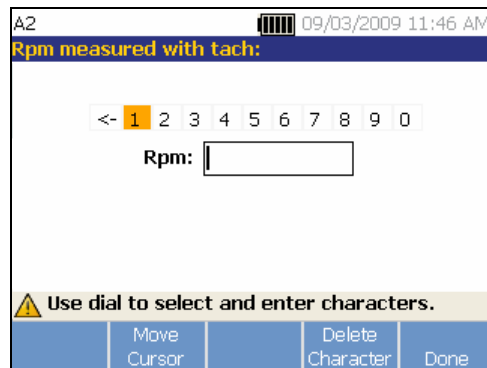 A2 09/03/2009 11:46 AM
Rpm measured with tach:
<- 1 2 3 4 5 6 7 8 9 0
Rpm:
Use dial to select and enter characters.
Move Cursor Delete Character Done